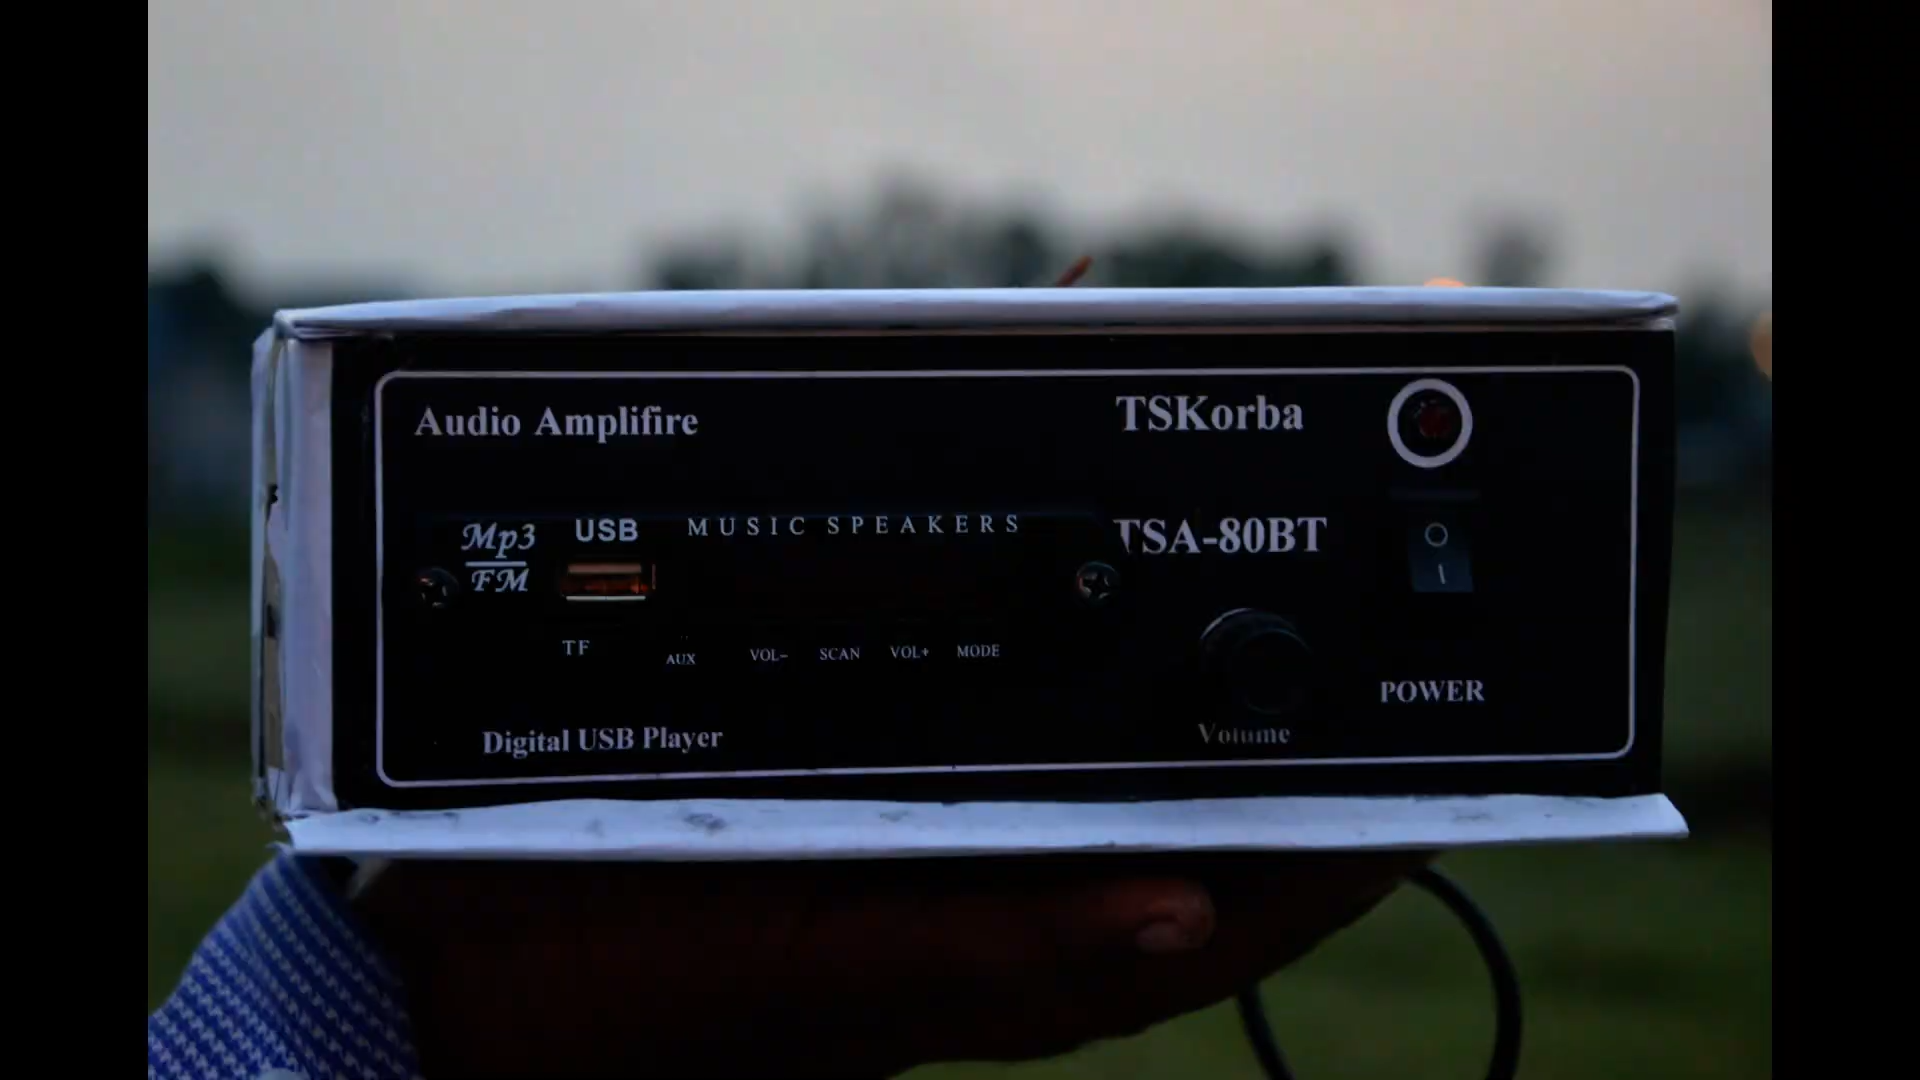 Audio Amplifire
TSKorba
Mp3
FM
USB
MUSIC SPEAKERS
TSA-80BT
O
I
TF
AUX
VOL−
SCAN
VOL+
MODE
POWER
Digital USB Player
Volume